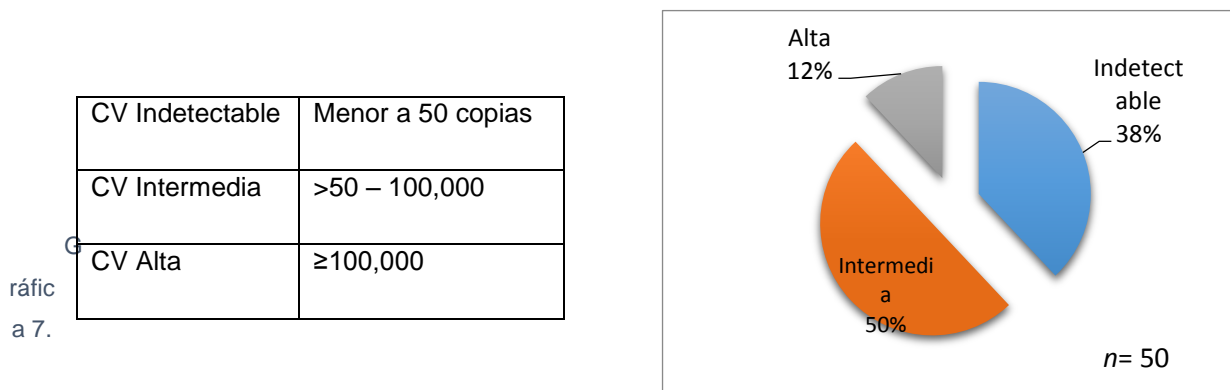 CV Indetectable Menor a 50 copias
CV Intermedia >50 – 100,000
CV Alta ≥100,000
G
ráfic
a 7.
Alta
12%
Indetect
able
38%
Intermedi
a
50%
n= 50